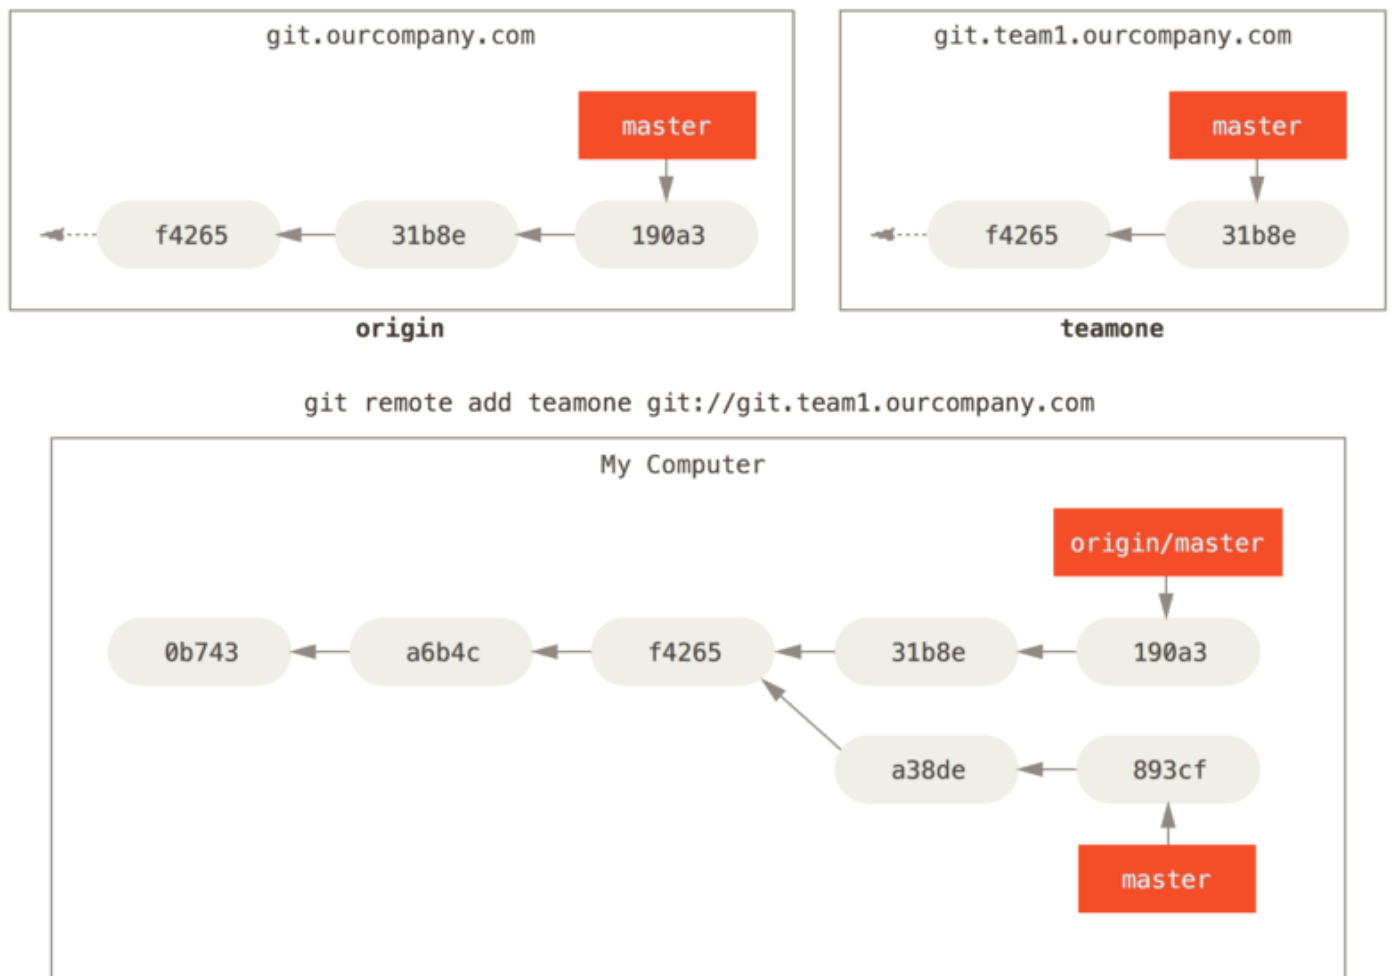 git.ourcompany.com
master
f4265
31b8e
190a3
origin
git.team1.ourcompany.com
master
f4265
31b8e
teamone
git remote add teamone git://git.team1.ourcompany.com
My Computer
origin/master
0b743
a6b4c
f4265
31b8e
190a3
a38de
893cf
master